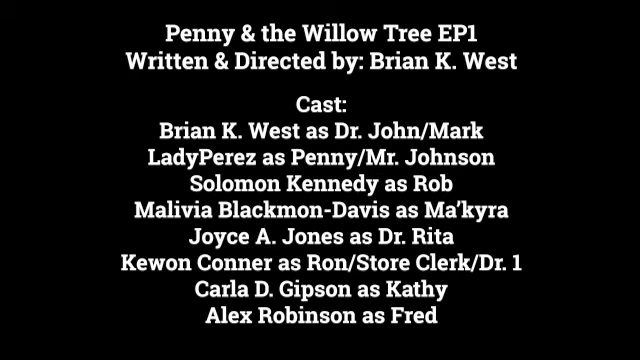 Penny & the Willow Tree EP1
Written & Directed by: Brian K. West
Cast:
Brian K. West as Dr. John/Mark
LadyPerez as Penny/Mr. Johnson
Solomon Kennedy as Rob
Malivia Blackmon-Davis as Ma’kyra
Joyce A. Jones as Dr. Rita
Kewon Conner as Ron/Store Clerk/Dr. 1
Carla D. Gipson as Kathy
Alex Robinson as Fred